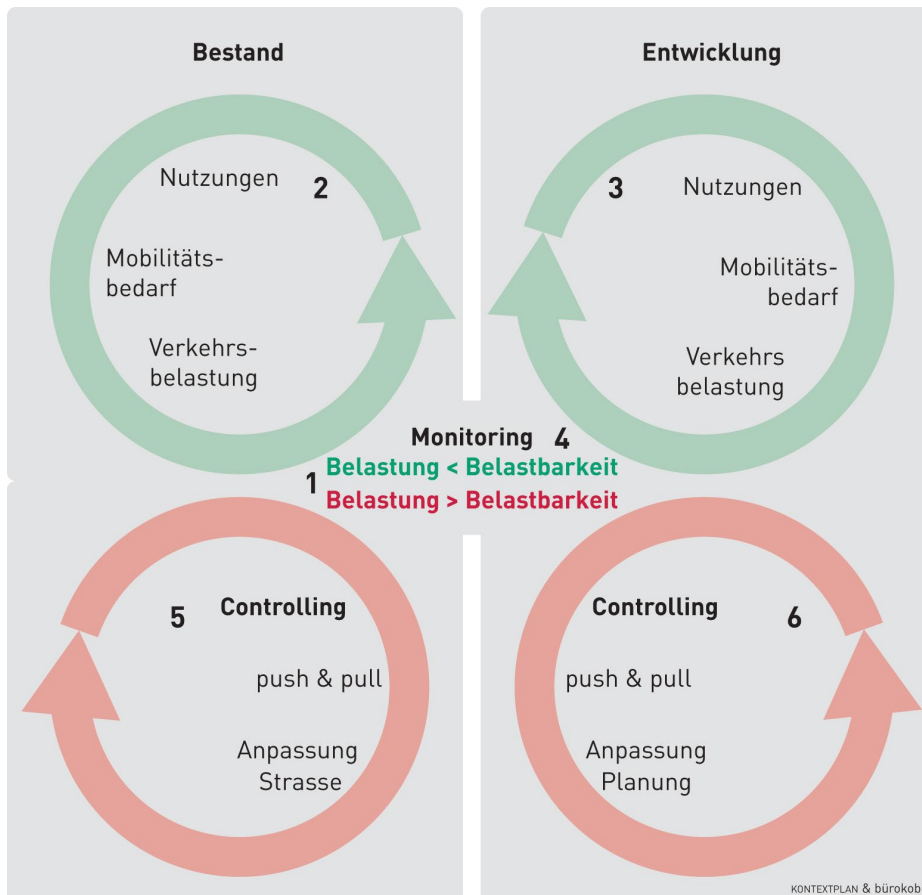 Bestand
Nutzungen
2
Mobilitäts-
bedarf
Verkehrs-
belastung
Entwicklung
3
Nutzungen
Mobilitäts-
bedarf
Verkehrs
belastung
Monitoring 4
Belastung < Belastbarkeit
1
Belastung > Belastbarkeit
5 Controlling
push & pull
Anpassung
Strasse
Controlling 6
push & pull
Anpassung
Planung
KONTEXTPLAN & bürokobi